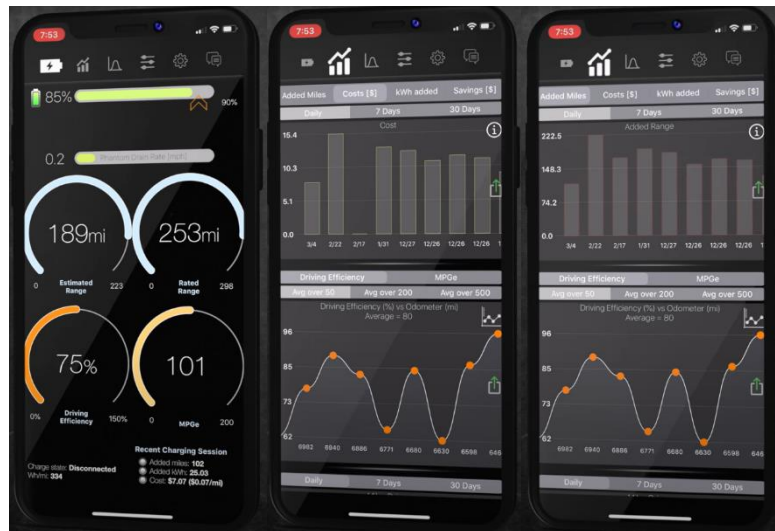 7:53
85%
90%
0.2 Phantom Drain Rate (mph)
189mi
0 Estimated Range 223
253mi
0 Rated Range 298
75%
0% Driving Efficiency 150%
101
0 MPGe 200
Charge state: Disconnected
Wh/mi: 334
Recent Charging Session
Added miles: 102
Added kWh: 25.03
Cost: $7.07 ($0.07/mi)
7:53
Added Miles Costs [$] kWh added Savings [$]
Daily 7 Days 30 Days
Cost
15.4
10.3
5.1
0.0
3/4 2/22 2/17 1/31 12/27 12/26 12/26 12/26
Driving Efficiency MPGe
Avg over 50 Avg over 200 Avg over 500
Driving Efficiency (%) vs Odometer (mi)
Average = 80
96
85
73
62
6982 6940 6886 6771 6680 6630 6598 646
Daily 7 Days 30 Days
7:53
Added Miles Costs [$] kWh added Savings [$]
Daily 7 Days 30 Days
Added Range
222.5
148.3
74.2
0.0
3/4 2/22 2/17 1/31 12/27 12/26 12/26 12/26 1
Driving Efficiency MPGe
Avg over 50 Avg over 200 Avg over 500
Driving Efficiency (%) vs Odometer (mi)
Average = 80
96
85
73
62
6982 6940 6886 6771 6680 6630 6598 646
Daily 7 Days 30 Days